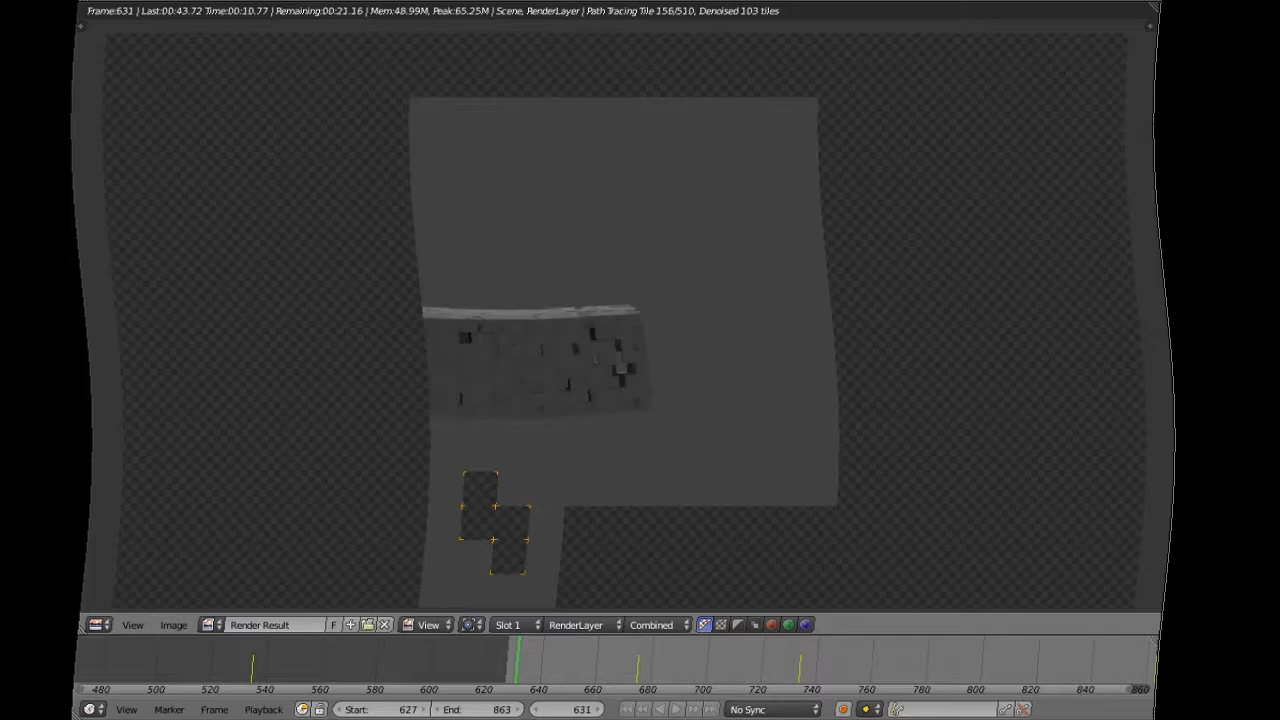 Frame:631 | Last:00:43.72 Time:00:10.77 | Remaining:00:21.16 | Mem:48.99M, Peak:65.25M | Scene, RenderLayer | Path Tracing Tile 156/510, Denoised 103 tiles
View Image Render Result F View Slot 1 RenderLayer Combined
480 500 520 540 560 580 600 620 640 660 680 700 720 740 760 780 800 820 840 860
View Marker Frame Playback Start: 627 End: 863 631 No Sync